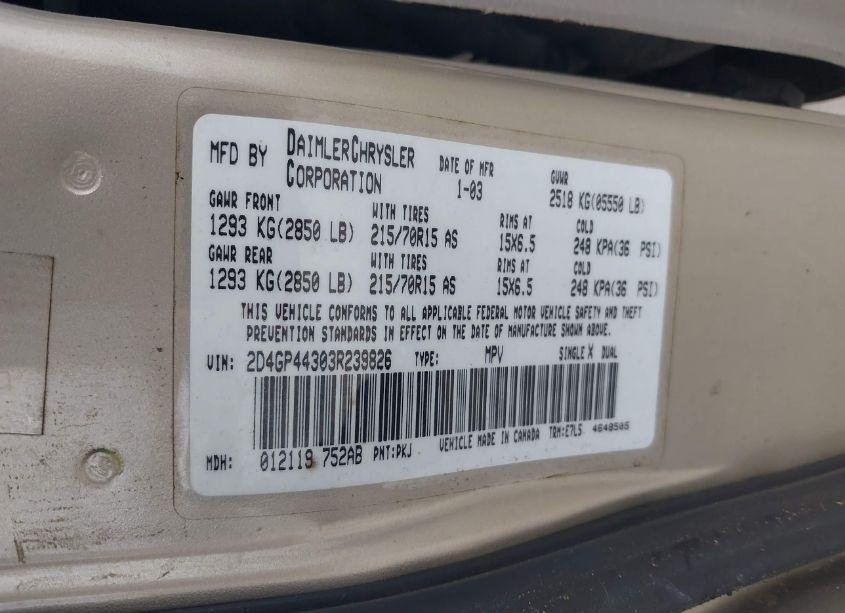 MFD BY DAIMLERCHRYSLER CORPORATION DATE OF MFR 1-03 GVWR 2518 KG(05550 LB)
GAWR FRONT WITH TIRES RIMS AT COLD
1293 KG(2850 LB) 215/70R15 AS 15X6.5 248 KPA(36 PSI)
GAWR REAR WITH TIRES RIMS AT COLD
1293 KG(2850 LB) 215/70R15 AS 15X6.5 248 KPA(36 PSI)
THIS VEHICLE CONFORMS TO ALL APPLICABLE FEDERAL MOTOR VEHICLE SAFETY AND THEFT
PREVENTION STANDARDS IN EFFECT ON THE DATE OF MANUFACTURE SHOWN ABOVE.
VIN: 2D4GP44303R239826 TYPE: MPV SINGLE X DUAL
MDH: 012119 752AB PNT:PKJ VEHICLE MADE IN CANADA TRM:E7L5 4648505